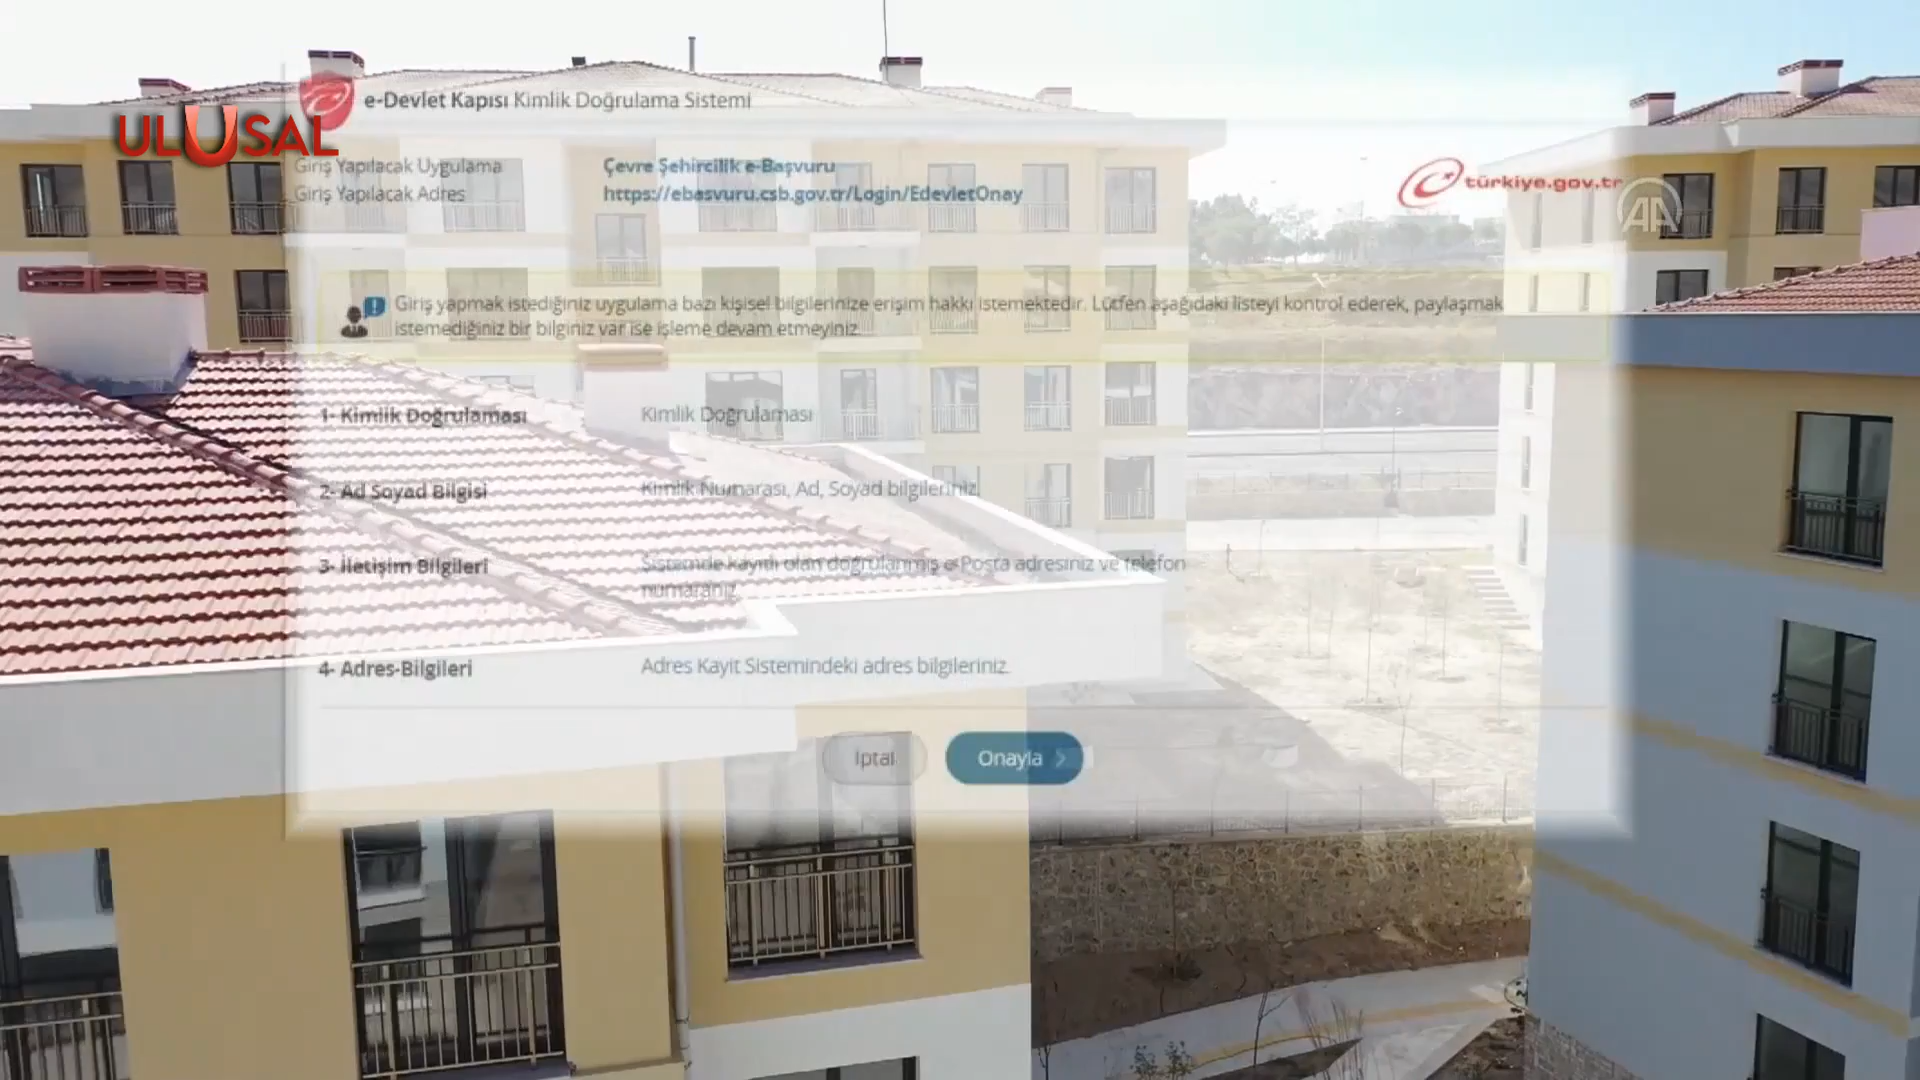 e-Devlet Kapısı Kimlik Doğrulama Sistemi
ULUSAL
Giriş Yapılacak Uygulama Çevre Şehircilik e-Başvuru
Giriş Yapılacak Adres https://ebasvuru.csb.gov.tr/Login/EdevletOnay
türkiye.gov.tr
AA
Giriş yapmak istediğiniz uygulama bazı kişisel bilgilerinize erişim hakkı istemektedir. Lütfen aşağıdaki listeyi kontrol ederek, paylaşmak
istemediğiniz bir bilginiz var ise işleme devam etmeyiniz.
1- Kimlik Doğrulaması Kimlik Doğrulaması
2- Ad Soyad Bilgisi Kimlik Numarası, Ad, Soyad bilgileriniz.
3- İletişim Bilgileri Sistemde kayıtlı olan doğrulanmış e-Posta adresiniz ve telefon
numaranız.
4- Adres-Bilgileri Adres Kayıt Sistemindeki adres bilgileriniz.
İptal Onayla